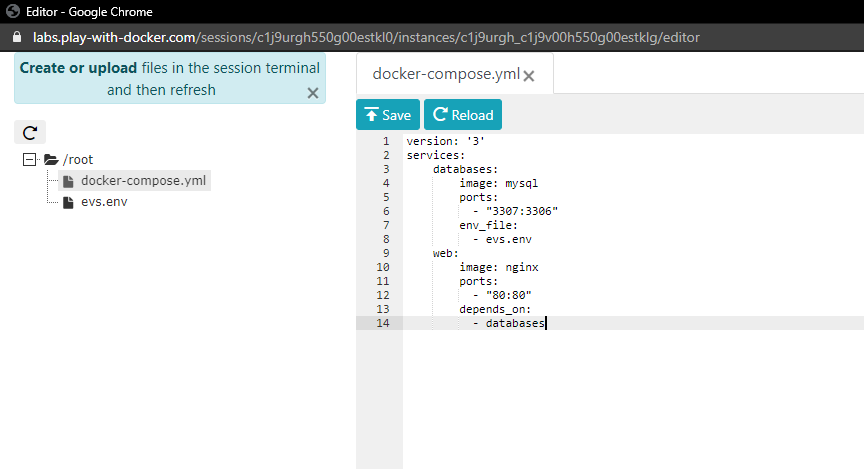 Editor - Google Chrome
labs.play-with-docker.com/sessions/c1j9urgh550g00estkl0/instances/c1j9urgh_c1j9v00h550g00estklg/editor
Create or upload files in the session terminal
and then refresh
/root
docker-compose.yml
evs.env
docker-compose.yml
Save
Reload
1 version: '3'
2 services:
3     databases:
4         image: mysql
5         ports:
6           - "3307:3306"
7         env_file:
8           - evs.env
9     web:
10         image: nginx
11         ports:
12           - "80:80"
13         depends_on:
14           - databases